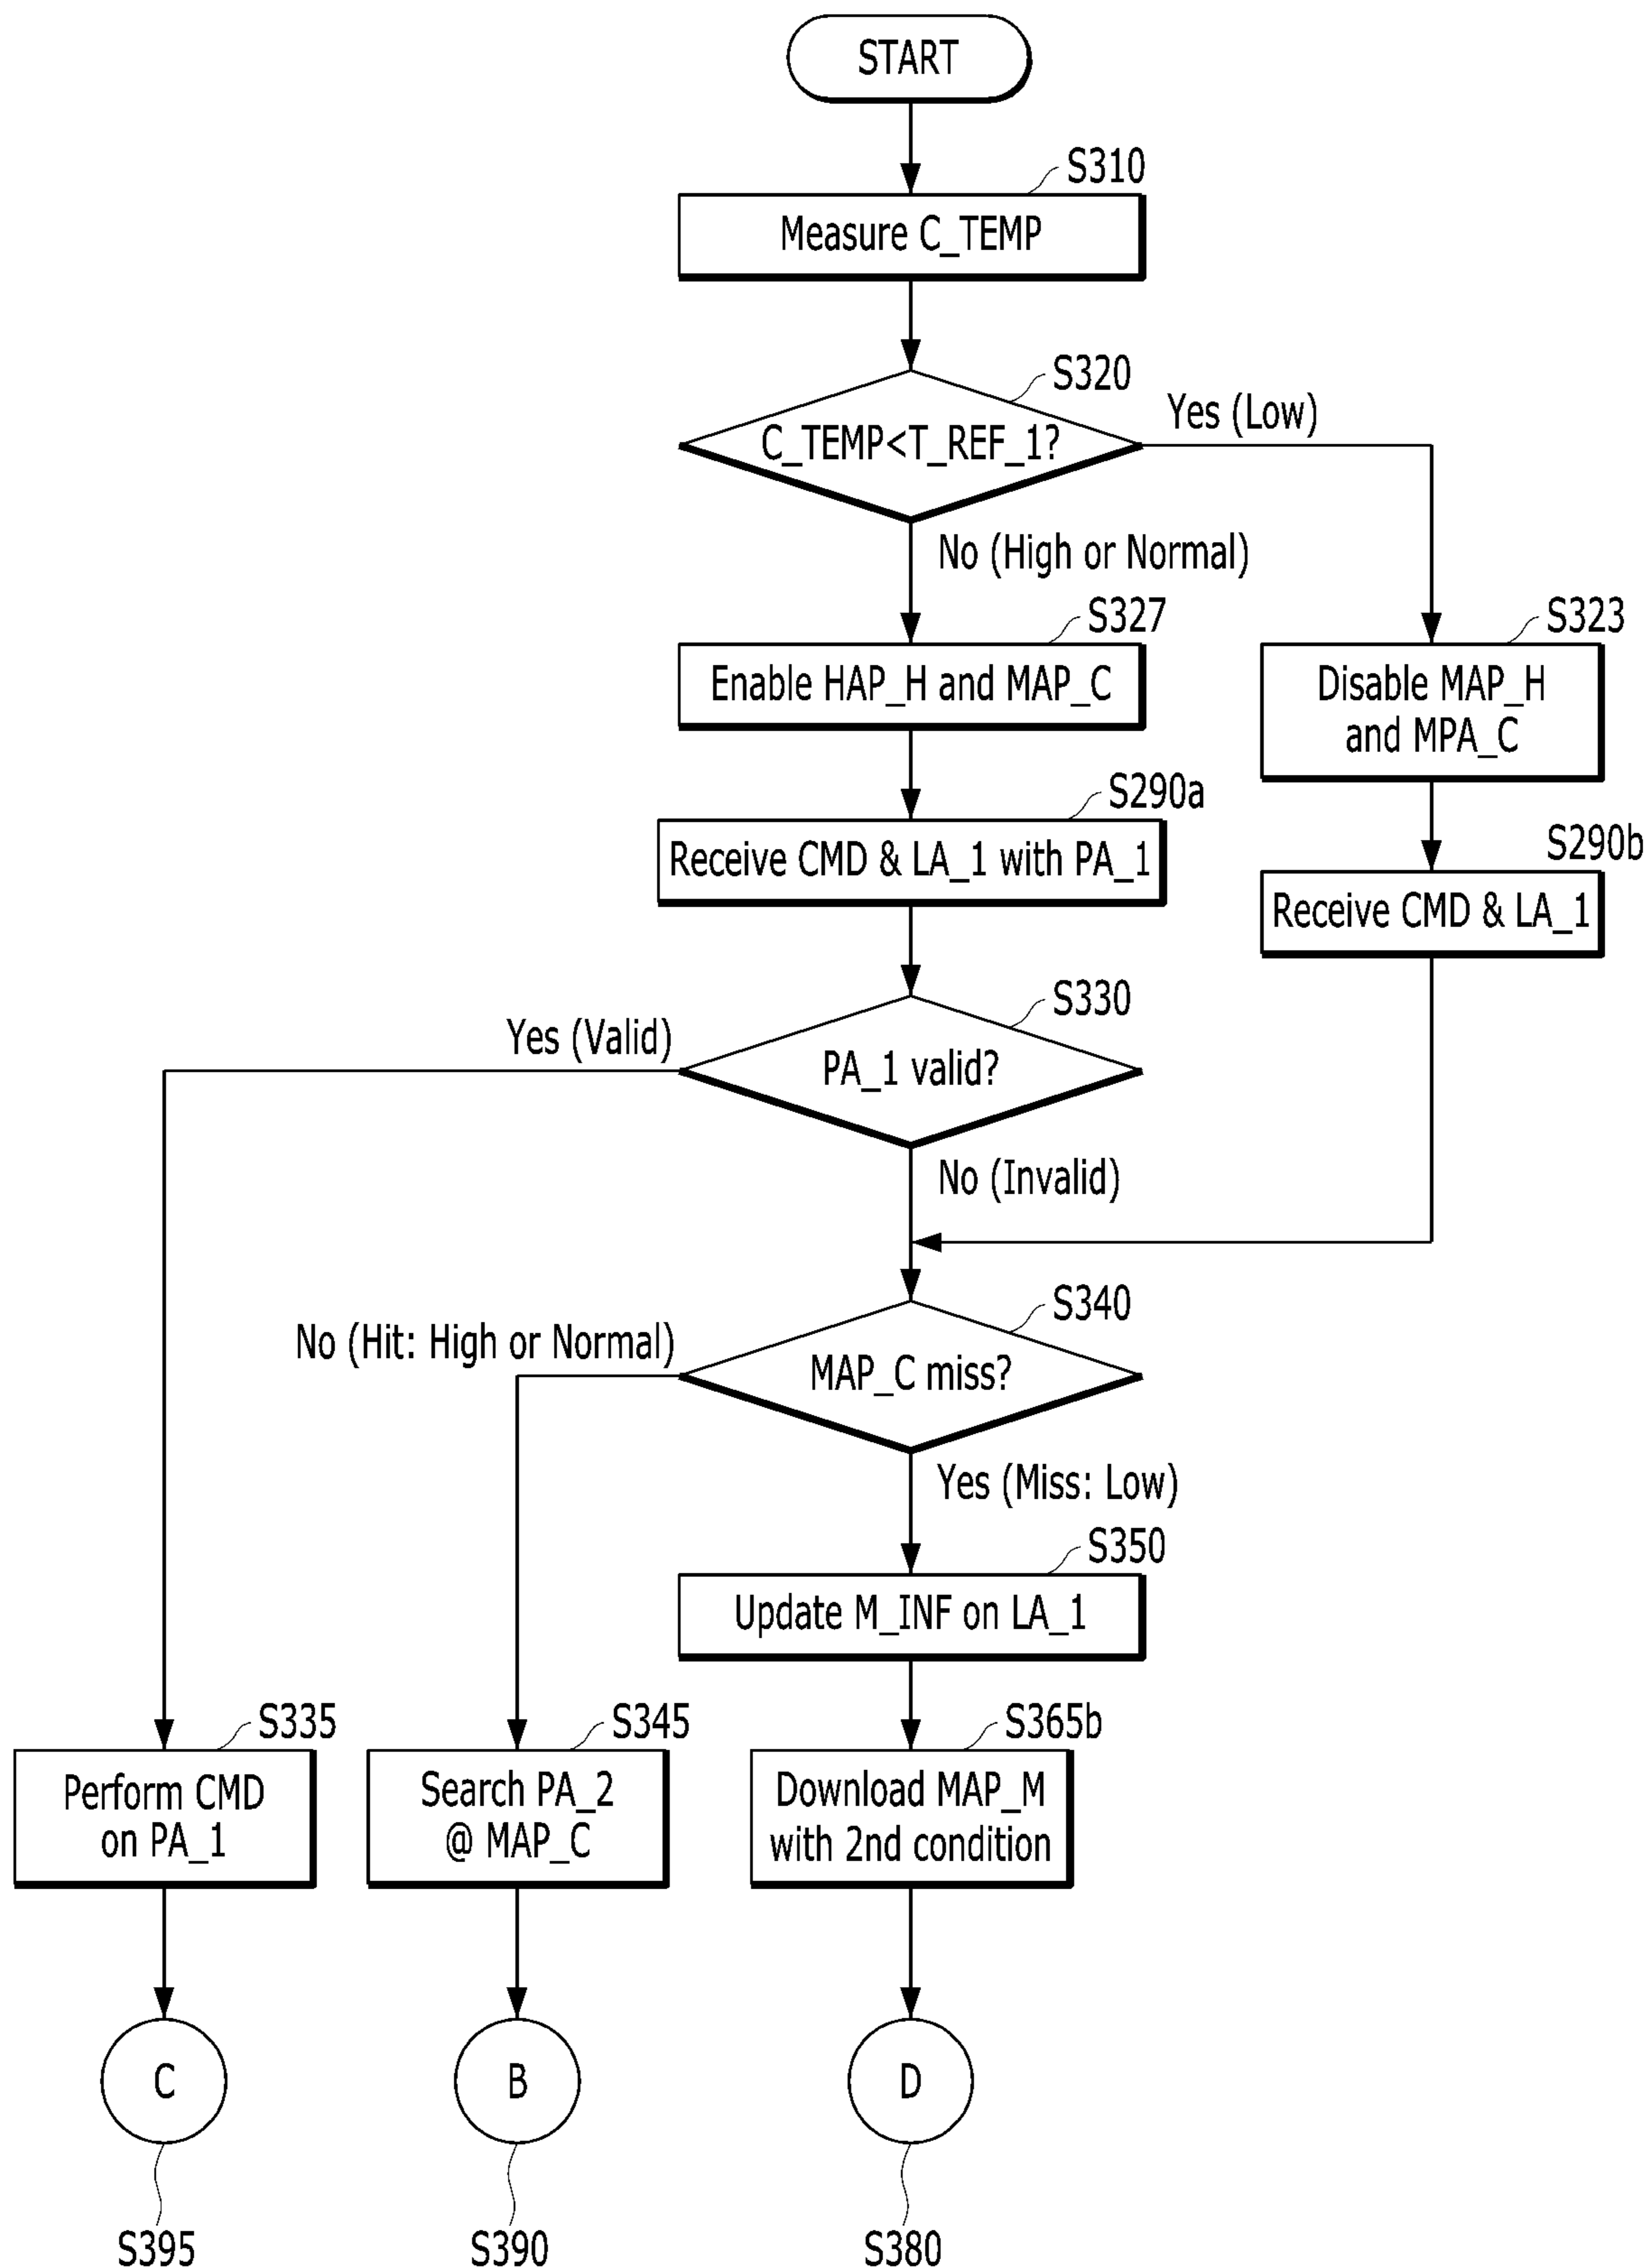 START
S310
Measure C_TEMP
S320
C_TEMP<T_REF_1?
Yes (Low)
No (High or Normal)
S327
Enable HAP_H and MAP_C
S323
Disable MAP_H
and MPA_C
S290a
Receive CMD & LA_1 with PA_1
S290b
Receive CMD & LA_1
S330
PA_1 valid?
Yes (Valid)
No (Invalid)
S340
MAP_C miss?
No (Hit: High or Normal)
Yes (Miss: Low)
S350
Update M_INF on LA_1
S335
Perform CMD
on PA_1
S345
Search PA_2
@ MAP_C
S365b
Download MAP_M
with 2nd condition
C
B
D
S395
S390
S380